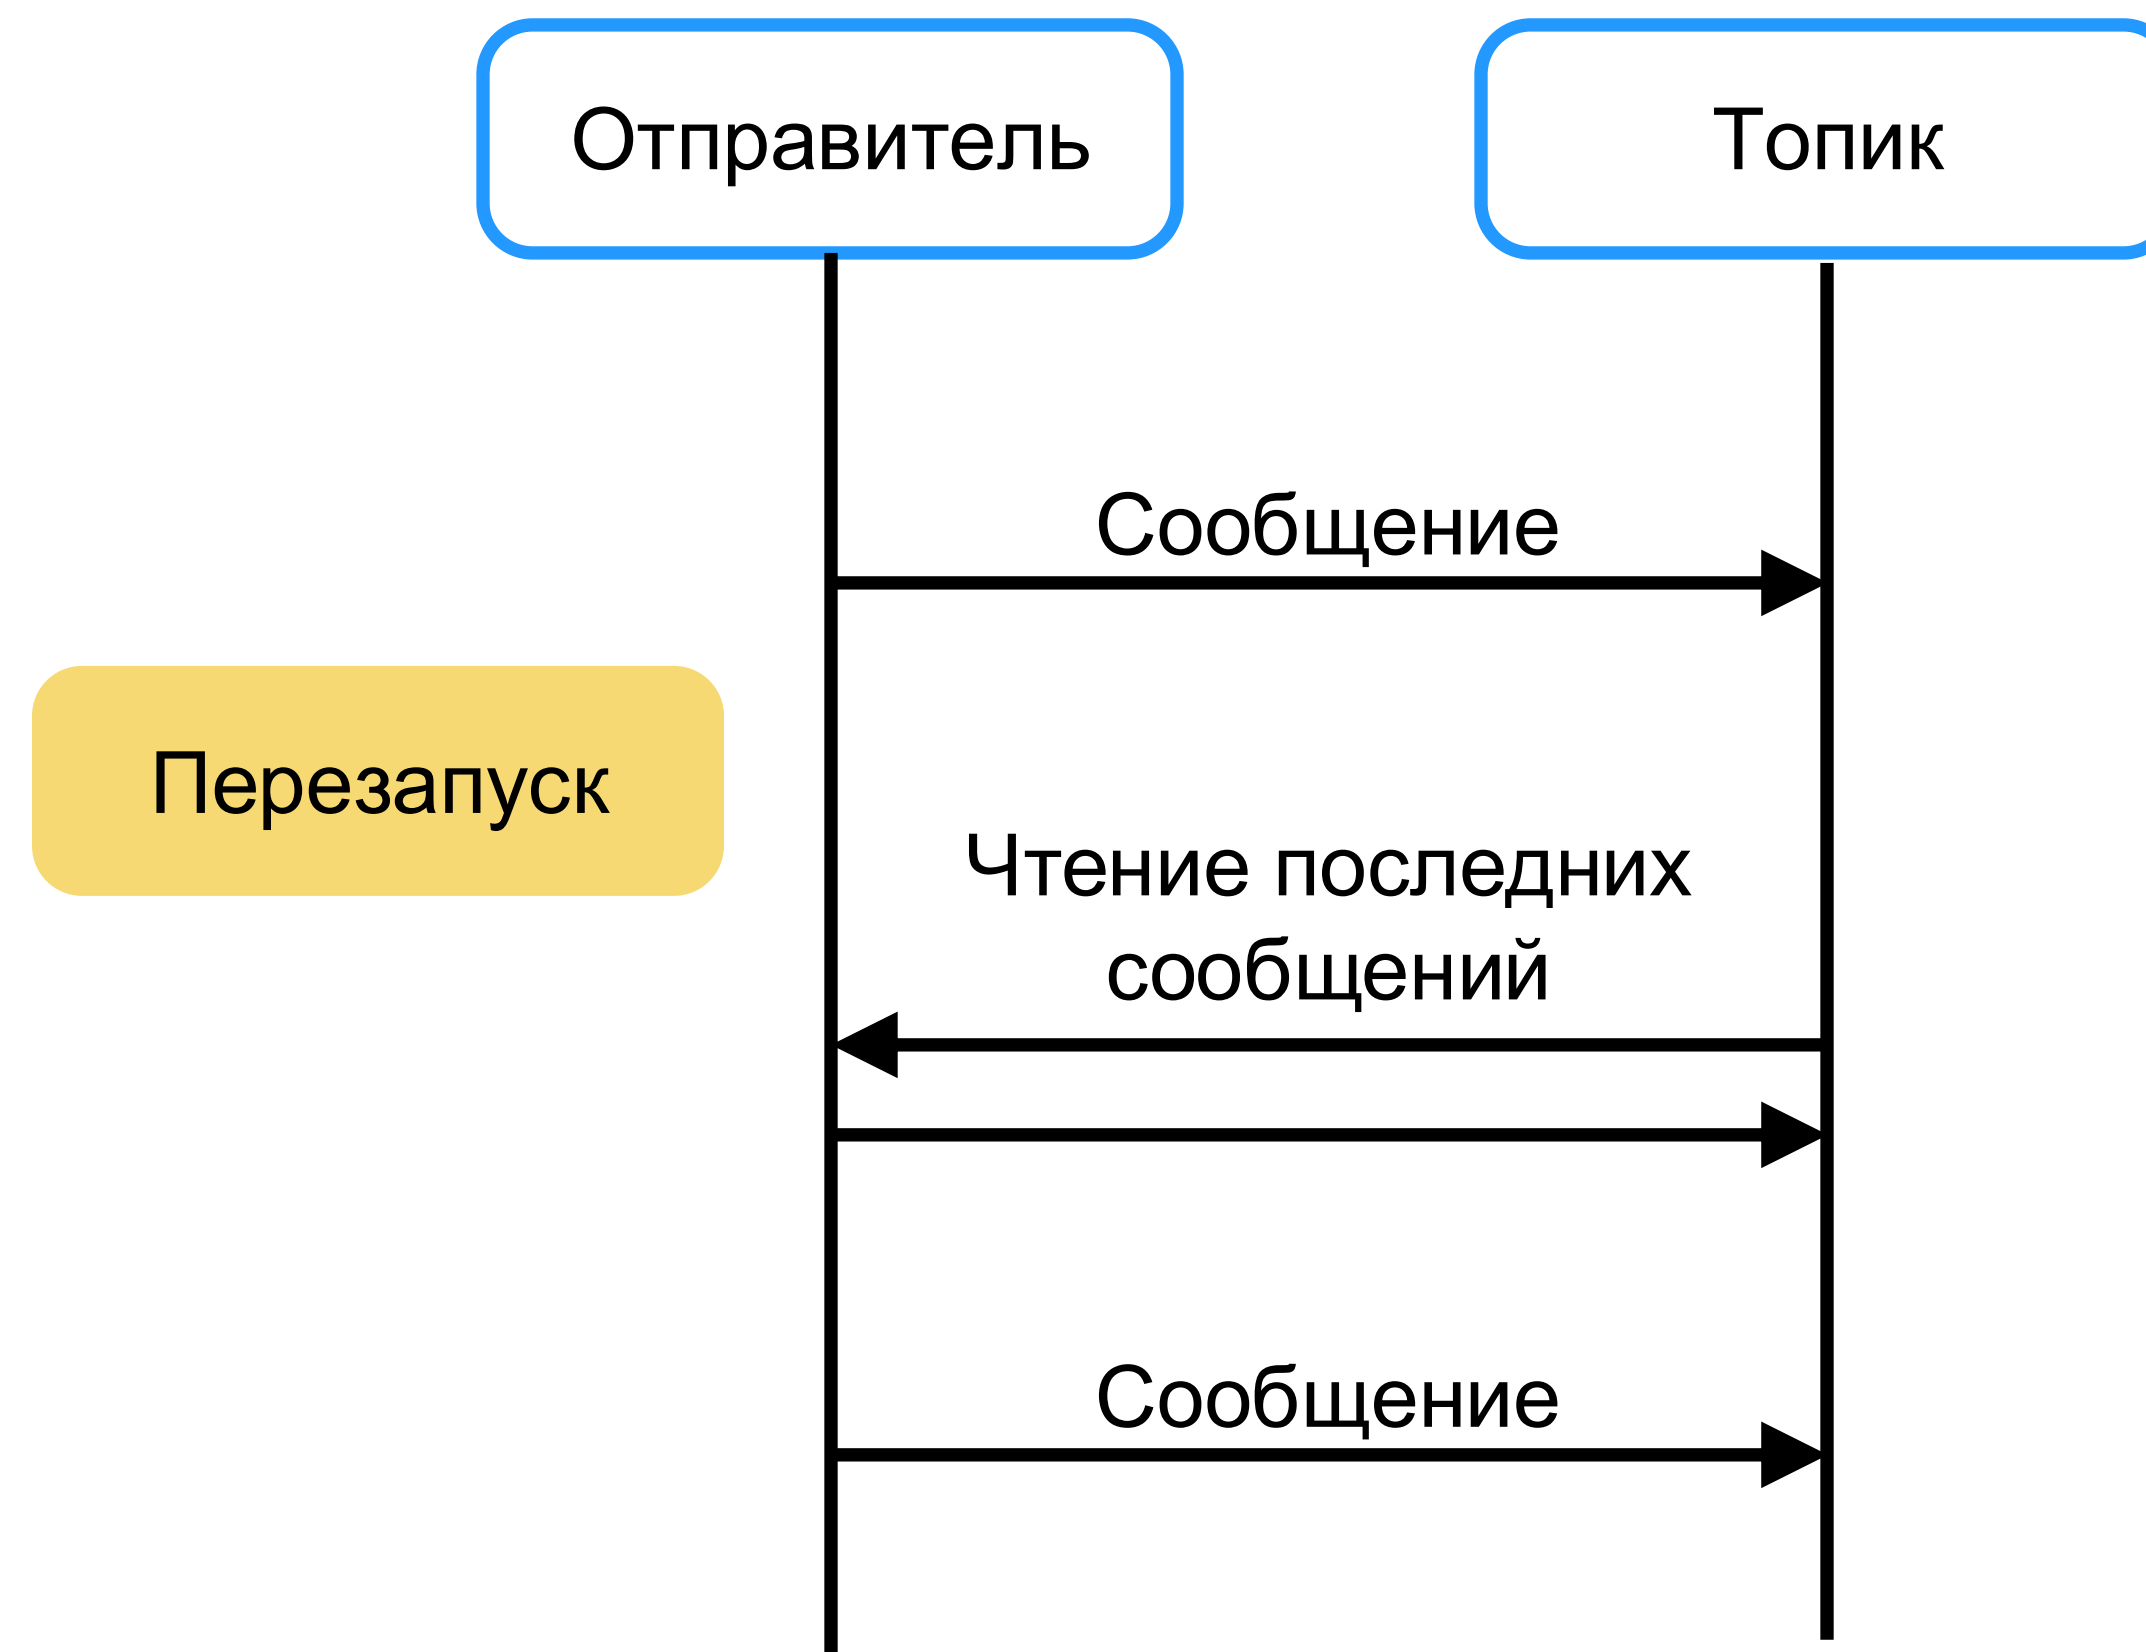 Отправитель
Топик
Сообщение
Перезапуск
Чтение последних
сообщений
Сообщение